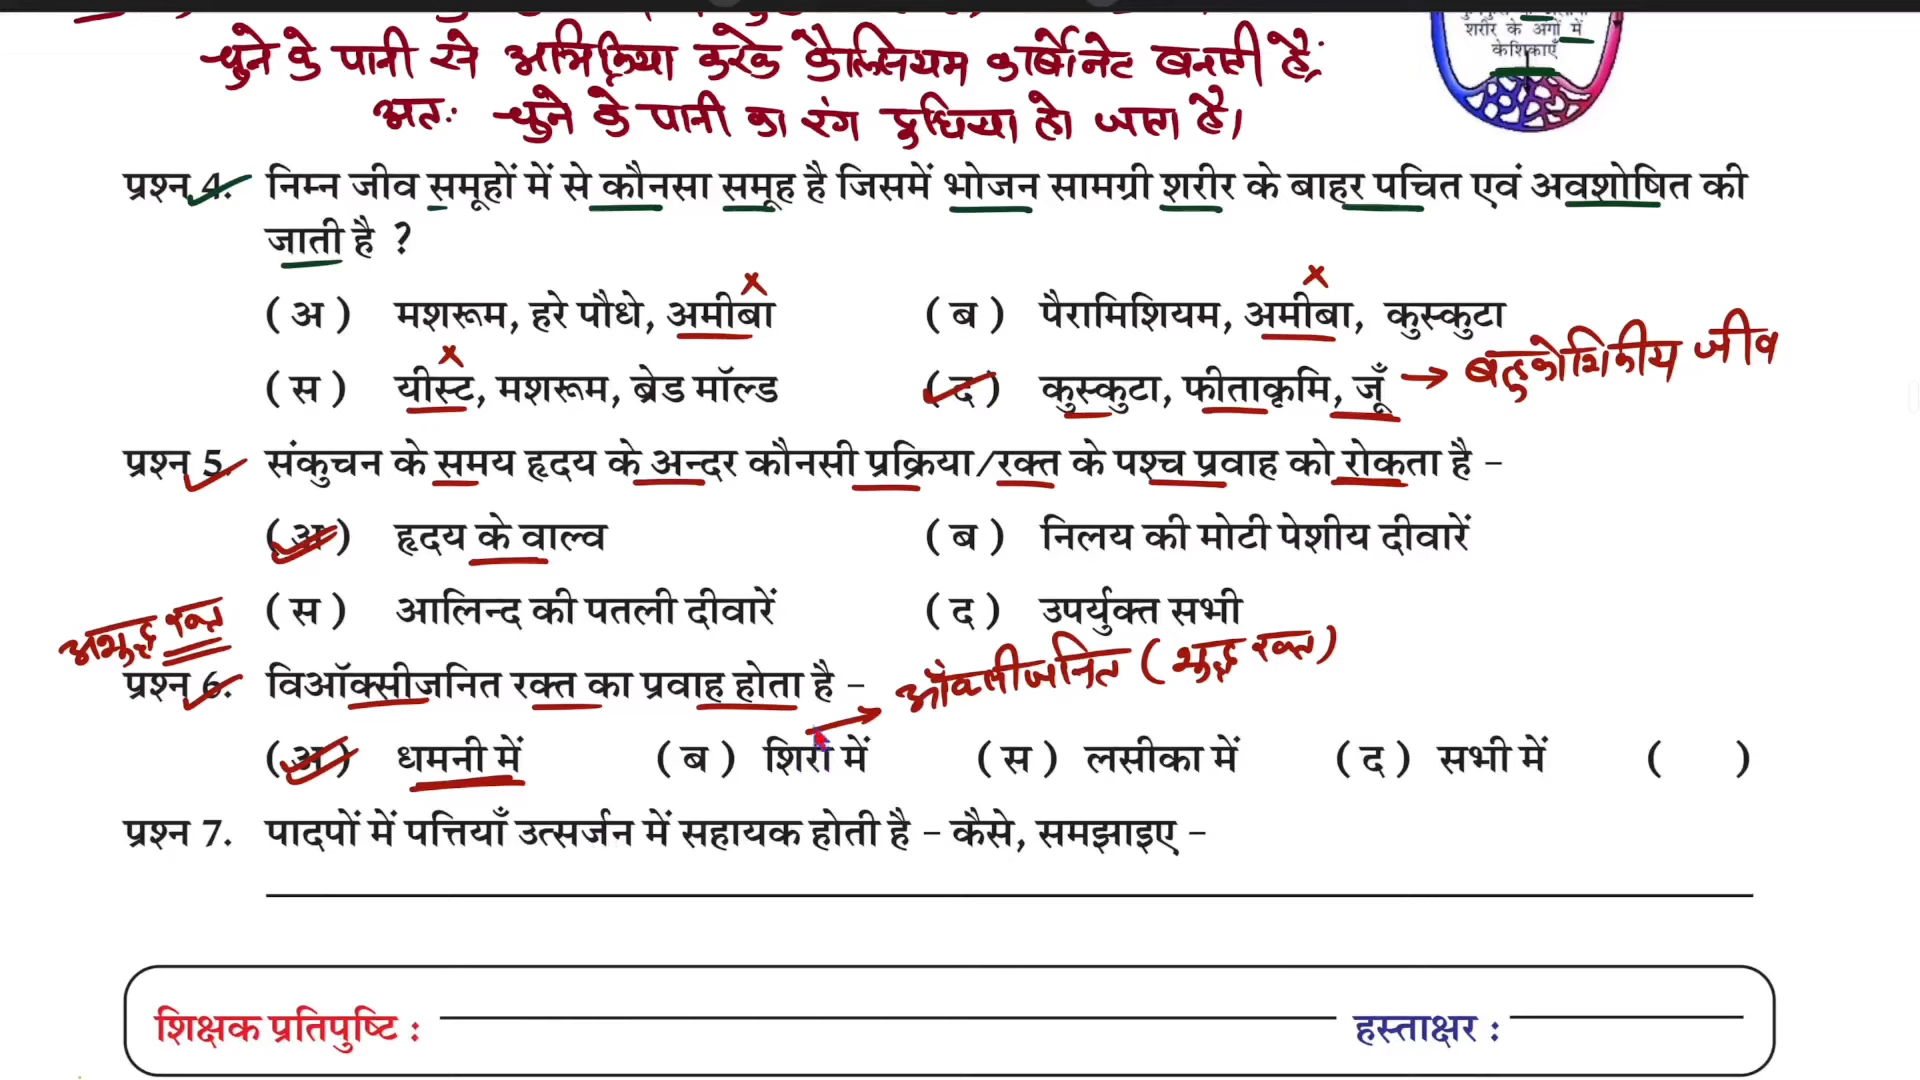 चुने के पानी से अभिक्रिया करके कैल्सियम कार्बोनेट बनाती है;
अतः चुने के पानी का रंग दुधिया हो जाता है।
शरीर के अंगों में
केशिकाएँ
प्रश्न 4. निम्न जीव समूहों में से कौनसा समूह है जिसमें भोजन सामग्री शरीर के बाहर पचित एवं अवशोषित की
जाती है ?
(अ) मशरूम, हरे पौधे, अमीबा (ब) पैरामिशियम, अमीबा, कुस्कुटा
(स) यीस्ट, मशरूम, ब्रेड मॉल्ड (द) कुस्कुटा, फीताकृमि, जूँ → बहुकोशिकीय जीव
प्रश्न 5. संकुचन के समय हृदय के अन्दर कौनसी प्रक्रिया/रक्त के पश्च प्रवाह को रोकता है –
(अ) हृदय के वाल्व (ब) निलय की मोटी पेशीय दीवारें
(स) आलिन्द की पतली दीवारें (द) उपर्युक्त सभी
अशुद्ध रक्त
प्रश्न 6. विऑक्सीजनित रक्त का प्रवाह होता है – → ऑक्सीजनित (शुद्ध रक्त)
(अ) धमनी में (ब) शिरा में (स) लसीका में (द) सभी में ( )
प्रश्न 7. पादपों में पत्तियाँ उत्सर्जन में सहायक होती है – कैसे, समझाइए –
शिक्षक प्रतिपुष्टि : हस्ताक्षर :